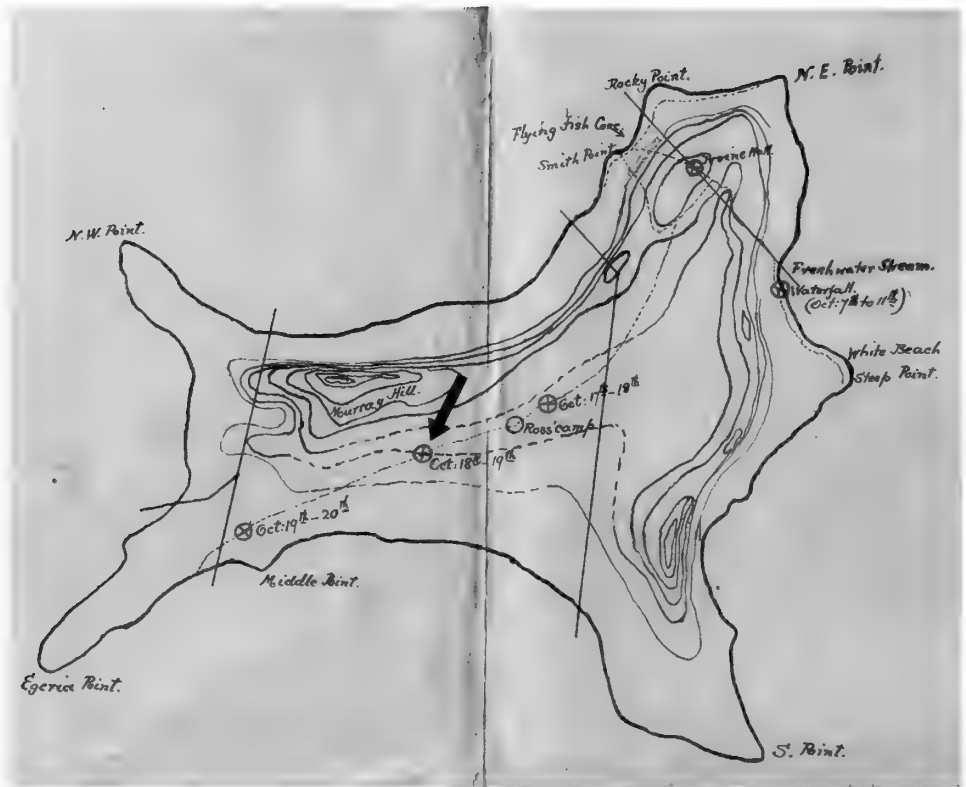 Rocky Point.
N. E. Point.
Flying Fish Cove.
Smith Point
N.W. Point.
Freshwater Stream.
Waterfall.
(Oct: 7th to 11th)
White Beach
Steep Point.
Murray Hill.
Oct: 17th - 18th
Ross' camp
Oct: 18th - 19th
Oct: 19th - 20th
Middle Point.
Egeria Point.
S. Point.